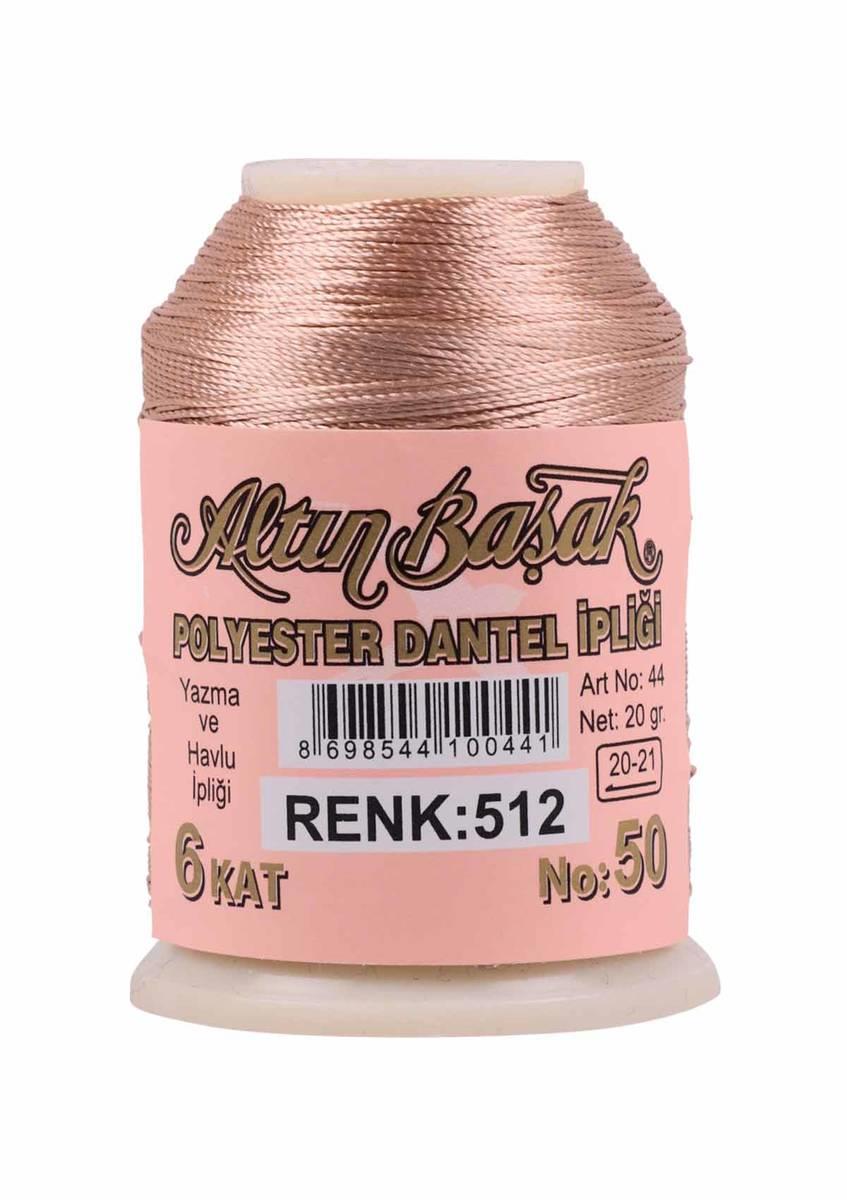 Altın Başak ®
POLYESTER DANTEL İPLİĞİ
Yazma
ve
Havlu
İpliği
8 698544 100441
Art No: 44
Net: 20 gr.
20-21
RENK:512
6 KAT
No: 50